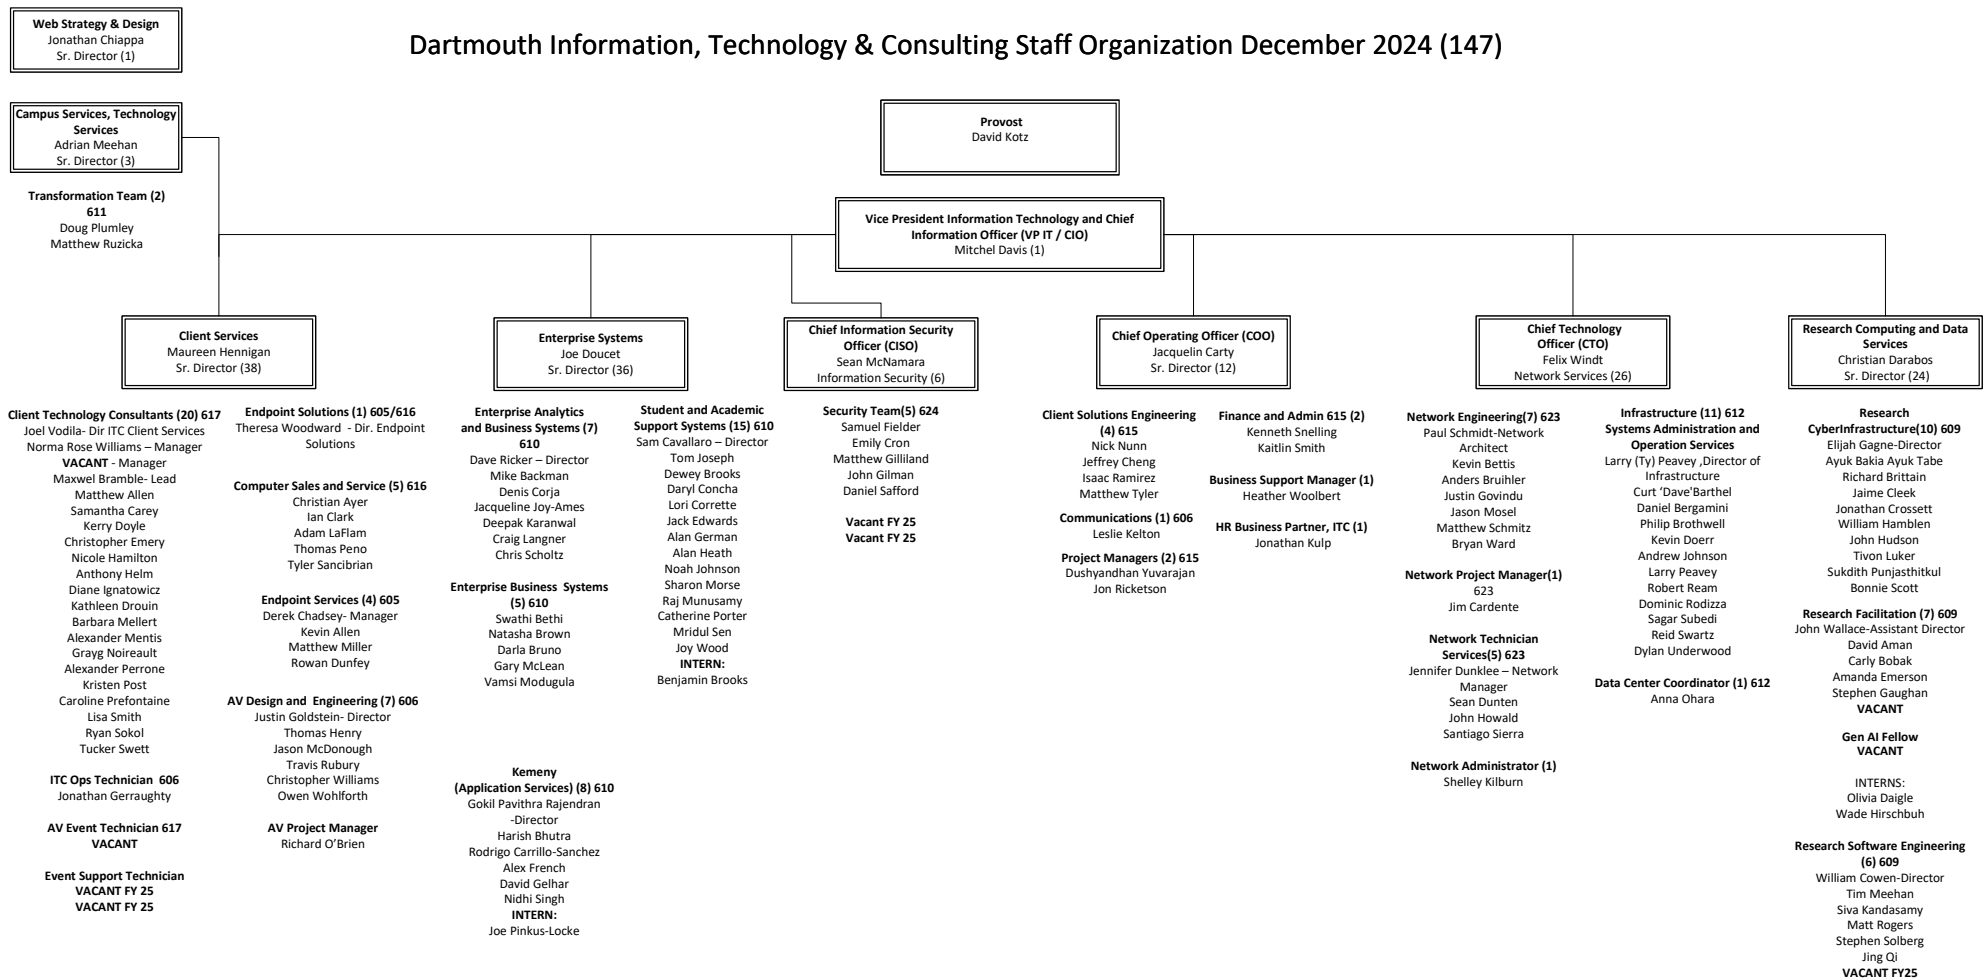 Dartmouth Information, Technology & Consulting Staff Organization December 2024 (147)
Web Strategy & Design
Jonathan Chiappa
Sr. Director (1)
Campus Services, Technology
Services
Adrian Meehan
Sr. Director (3)
Transformation Team (2)
611
Doug Plumley
Matthew Ruzicka
Provost
David Kotz
Vice President Information Technology and Chief
Information Officer (VP IT / CIO)
Mitchel Davis (1)
Client Services
Maureen Hennigan
Sr. Director (38)
Client Technology Consultants (20) 617
Joel Vodila- Dir ITC Client Services
Norma Rose Williams – Manager
VACANT - Manager
Maxwel Bramble- Lead
Matthew Allen
Samantha Carey
Kerry Doyle
Christopher Emery
Nicole Hamilton
Anthony Helm
Diane Ignatowicz
Kathleen Drouin
Barbara Mellert
Alexander Mentis
Grayg Noireault
Alexander Perrone
Kristen Post
Caroline Prefontaine
Lisa Smith
Ryan Sokol
Tucker Swett
ITC Ops Technician 606
Jonathan Gerraughty
AV Event Technician 617
VACANT
Event Support Technician
VACANT FY 25
VACANT FY 25
Endpoint Solutions (1) 605/616
Theresa Woodward - Dir. Endpoint
Solutions
Computer Sales and Service (5) 616
Christian Ayer
Ian Clark
Adam LaFlam
Thomas Peno
Tyler Sancibrian
Endpoint Services (4) 605
Derek Chadsey- Manager
Kevin Allen
Matthew Miller
Rowan Dunfey
AV Design and Engineering (7) 606
Justin Goldstein- Director
Thomas Henry
Jason McDonough
Travis Rubury
Christopher Williams
Owen Wohlforth
AV Project Manager
Richard O’Brien
Enterprise Systems
Joe Doucet
Sr. Director (36)
Enterprise Analytics
and Business Systems (7)
610
Dave Ricker – Director
Mike Backman
Denis Corja
Jacqueline Joy-Ames
Deepak Karanwal
Craig Langner
Chris Scholtz
Enterprise Business Systems
(5) 610
Swathi Bethi
Natasha Brown
Darla Bruno
Gary McLean
Vamsi Modugula
Kemeny
(Application Services) (8) 610
Gokil Pavithra Rajendran
-Director
Harish Bhutra
Rodrigo Carrillo-Sanchez
Alex French
David Gelhar
Nidhi Singh
INTERN:
Joe Pinkus-Locke
Student and Academic
Support Systems (15) 610
Sam Cavallaro – Director
Tom Joseph
Dewey Brooks
Daryl Concha
Lori Corrette
Jack Edwards
Alan German
Alan Heath
Noah Johnson
Sharon Morse
Raj Munusamy
Catherine Porter
Mridul Sen
Joy Wood
INTERN:
Benjamin Brooks
Chief Information Security
Officer (CISO)
Sean McNamara
Information Security (6)
Security Team(5) 624
Samuel Fielder
Emily Cron
Matthew Gilliland
John Gilman
Daniel Safford
Vacant FY 25
Vacant FY 25
Chief Operating Officer (COO)
Jacquelin Carty
Sr. Director (12)
Client Solutions Engineering
(4) 615
Nick Nunn
Jeffrey Cheng
Isaac Ramirez
Matthew Tyler
Communications (1) 606
Leslie Kelton
Project Managers (2) 615
Dushyandhan Yuvarajan
Jon Ricketson
Finance and Admin 615 (2)
Kenneth Snelling
Kaitlin Smith
Business Support Manager (1)
Heather Woolbert
HR Business Partner, ITC (1)
Jonathan Kulp
Chief Technology
Officer (CTO)
Felix Windt
Network Services (26)
Network Engineering(7) 623
Paul Schmidt-Network
Architect
Kevin Bettis
Anders Bruihler
Justin Govindu
Jason Mosel
Matthew Schmitz
Bryan Ward
Network Project Manager(1)
623
Jim Cardente
Network Technician
Services(5) 623
Jennifer Dunklee – Network
Manager
Sean Dunten
John Howald
Santiago Sierra
Network Administrator (1)
Shelley Kilburn
Infrastructure (11) 612
Systems Administration and
Operation Services
Larry (Ty) Peavey ,Director of
Infrastructure
Curt ‘Dave'Barthel
Daniel Bergamini
Philip Brothwell
Kevin Doerr
Andrew Johnson
Larry Peavey
Robert Ream
Dominic Rodizza
Sagar Subedi
Reid Swartz
Dylan Underwood
Data Center Coordinator (1) 612
Anna Ohara
Research Computing and Data
Services
Christian Darabos
Sr. Director (24)
Research
CyberInfrastructure(10) 609
Elijah Gagne-Director
Ayuk Bakia Ayuk Tabe
Richard Brittain
Jaime Cleek
Jonathan Crossett
William Hamblen
John Hudson
Tivon Luker
Sukdith Punjasthitkul
Bonnie Scott
Research Facilitation (7) 609
John Wallace-Assistant Director
David Aman
Carly Bobak
Amanda Emerson
Stephen Gaughan
VACANT
Gen AI Fellow
VACANT
INTERNS:
Olivia Daigle
Wade Hirschbuh
Research Software Engineering
(6) 609
William Cowen-Director
Tim Meehan
Siva Kandasamy
Matt Rogers
Stephen Solberg
Jing Qi
VACANT FY25